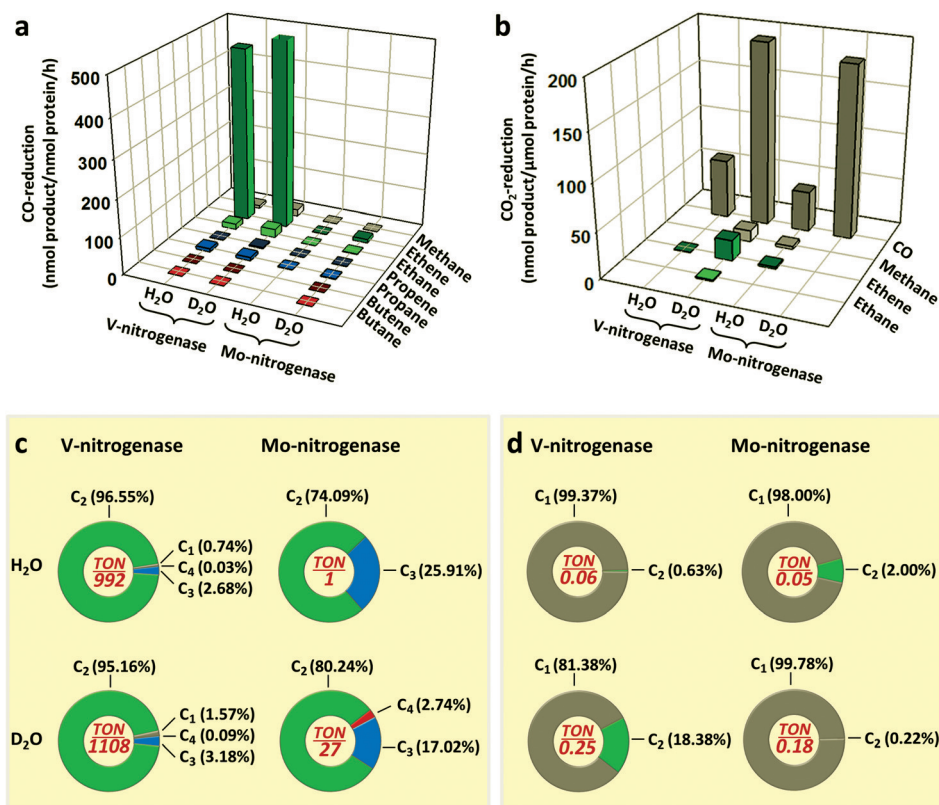 a
CO-reduction
(nmol product/nmol protein/h)
500
400
300
200
100
0
H2O
D2O
H2O
D2O
V-nitrogenase
Mo-nitrogenase
Methane
Ethene
Ethane
Propene
Propane
Butene
Butane
b
CO2-reduction
(nmol product/μmol protein/h)
200
150
100
50
0
H2O
D2O
H2O
D2O
V-nitrogenase
Mo-nitrogenase
CO
Methane
Ethene
Ethane
c
V-nitrogenase
Mo-nitrogenase
H2O
C2 (96.55%)
TON
992
C1 (0.74%)
C4 (0.03%)
C3 (2.68%)
C2 (74.09%)
TON
1
C3 (25.91%)
D2O
C2 (95.16%)
TON
1108
C1 (1.57%)
C4 (0.09%)
C3 (3.18%)
C2 (80.24%)
TON
27
C4 (2.74%)
C3 (17.02%)
d
V-nitrogenase
Mo-nitrogenase
C1 (99.37%)
TON
0.06
C2 (0.63%)
C1 (98.00%)
TON
0.05
C2 (2.00%)
C1 (81.38%)
TON
0.25
C2 (18.38%)
C1 (99.78%)
TON
0.18
C2 (0.22%)